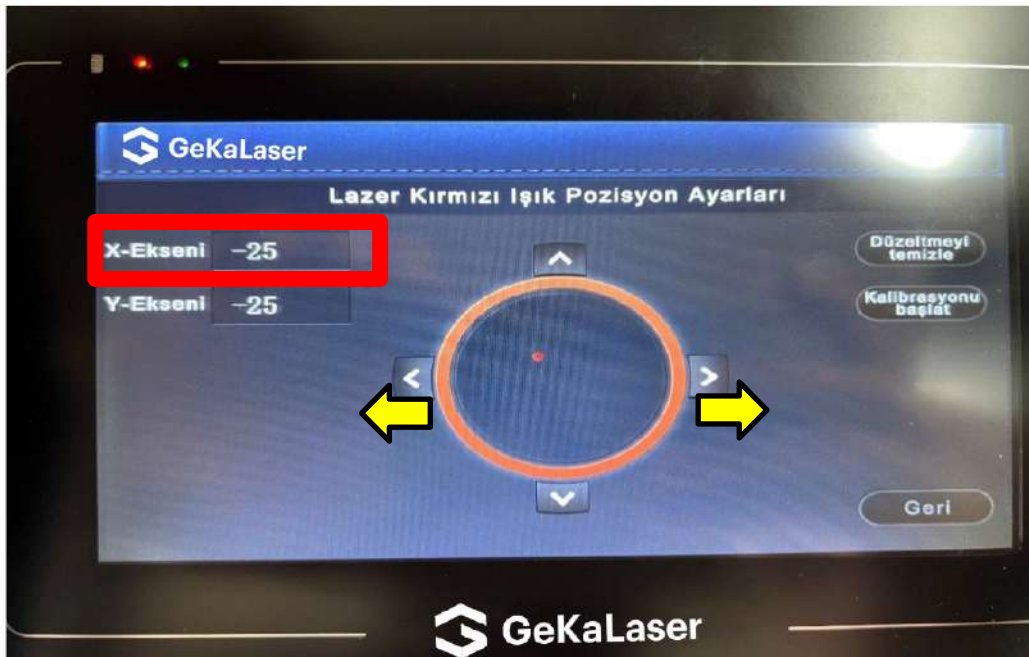 GeKaLaser
Lazer Kırmızı Işık Pozisyon Ayarları
X-Ekseni -25
Y-Ekseni -25
Düzeltmeyi
temizle
Kalibrasyonu
başlat
Geri
GeKaLaser